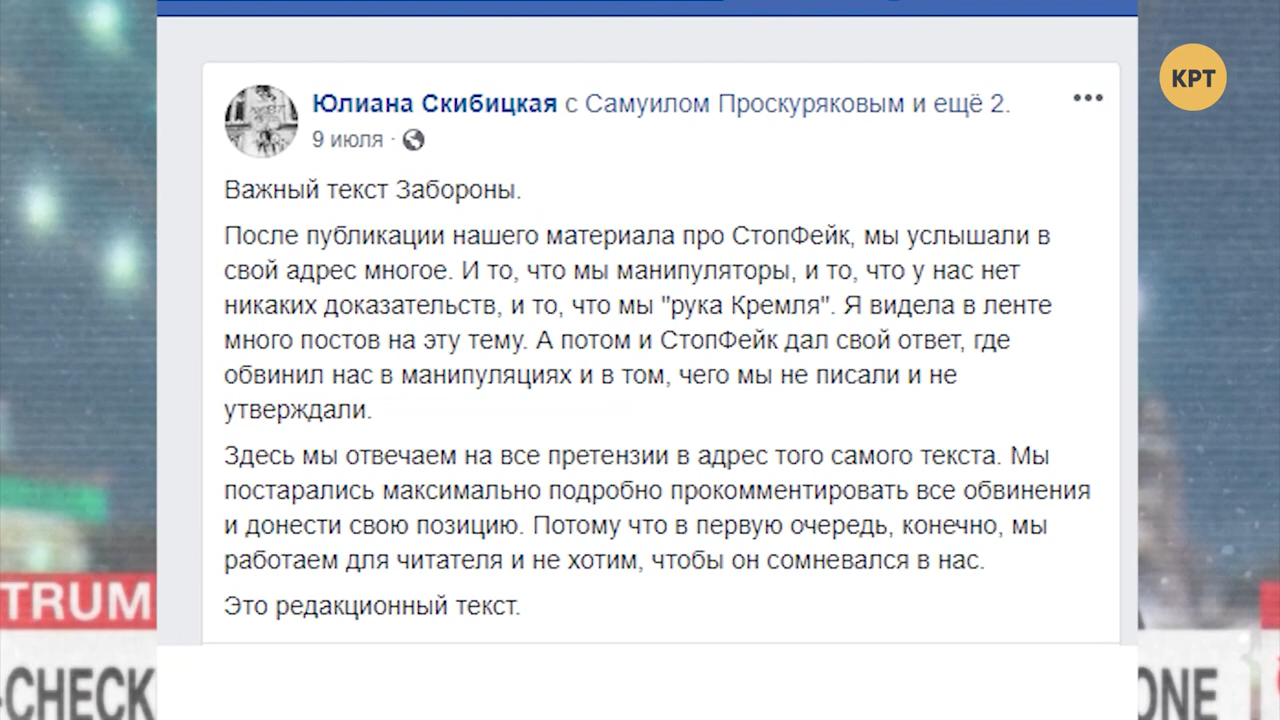 КРТ
Юлиана Скибицкая с Самуилом Проскуряковым и ещё 2.
9 июля ·
Важный текст Забороны.
После публикации нашего материала про СтопФейк, мы услышали в
свой адрес многое. И то, что мы манипуляторы, и то, что у нас нет
никаких доказательств, и то, что мы "рука Кремля". Я видела в ленте
много постов на эту тему. А потом и СтопФейк дал свой ответ, где
обвинил нас в манипуляциях и в том, чего мы не писали и не
утверждали.
Здесь мы отвечаем на все претензии в адрес того самого текста. Мы
постарались максимально подробно прокомментировать все обвинения
и донести свою позицию. Потому что в первую очередь, конечно, мы
работаем для читателя и не хотим, чтобы он сомневался в нас.
Это редакционный текст.
TRUM
-CHECK
ONE